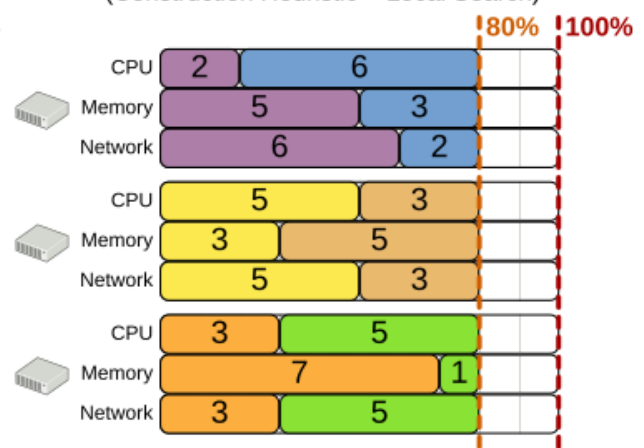 80% 100%
CPU 2 6
Memory 5 3
Network 6 2
CPU 5 3
Memory 3 5
Network 5 3
CPU 3 5
Memory 7 1
Network 3 5